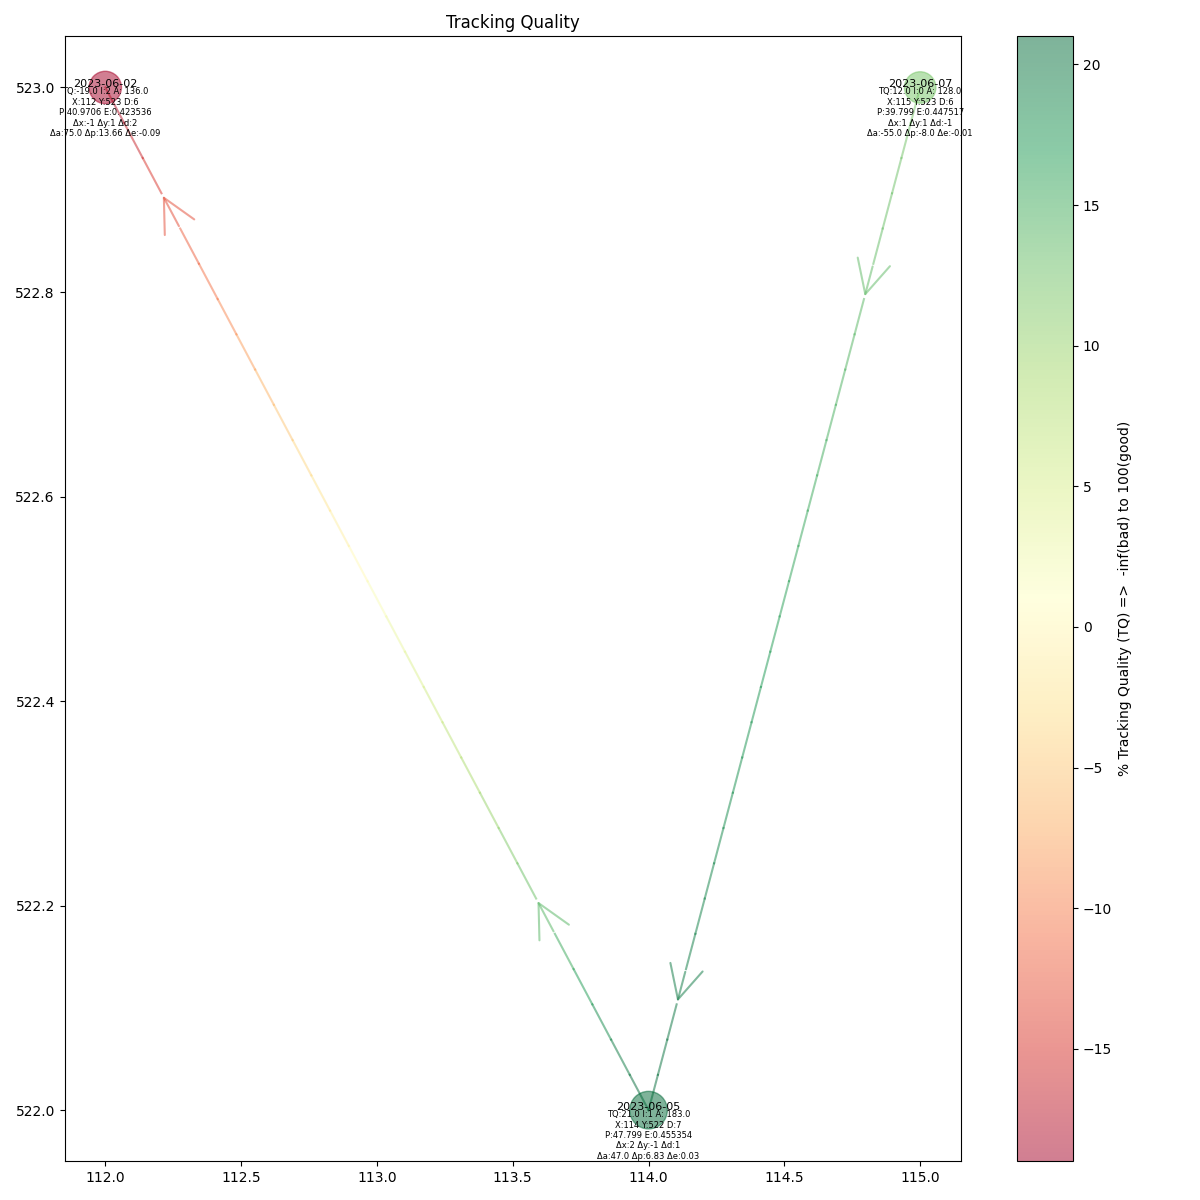 Tracking Quality
2023-06-02
TQ:-19.0 I:2 A: 136.0
X:112 Y:523 D:6
P:40.9706 E:0.423536
Δx:-1 Δy:1 Δd:2
Δa:75.0 Δp:13.66 Δe:-0.09
2023-06-07
TQ:12.0 I:0 A: 128.0
X:115 Y:523 D:6
P:39.799 E:0.447517
Δx:1 Δy:1 Δd:-1
Δa:-55.0 Δp:-8.0 Δe:-0.01
2023-06-05
TQ:21.0 I:1 A: 183.0
X:114 Y:522 D:7
P:47.799 E:0.455354
Δx:2 Δy:-1 Δd:1
Δa:47.0 Δp:6.83 Δe:0.03
523.0
522.8
522.6
522.4
522.2
522.0
112.0
112.5
113.0
113.5
114.0
114.5
115.0
20
15
10
5
0
−5
−10
−15
% Tracking Quality (TQ) => -inf(bad) to 100(good)